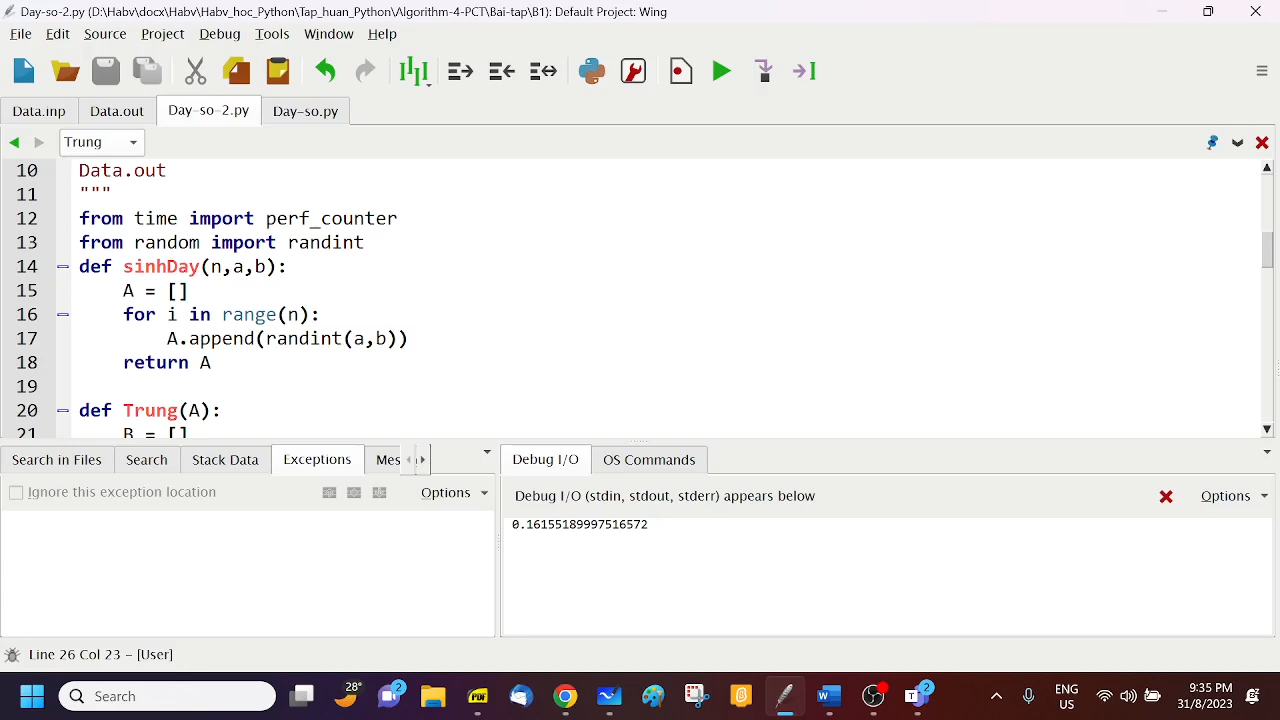 Day-so-2.py (D:\Habv\docx\Habv\Habv_hoc_Python\Tap_huan_Python\Algorithm-4-PCT\Bai-tap\B1): Default Project: Wing
File Edit Source Project Debug Tools Window Help
Data.inp Data.out Day-so-2.py Day-so.py
Trung
10 Data.out
11 """
12 from time import perf_counter
13 from random import randint
14 def sinhDay(n,a,b):
15 A = []
16 for i in range(n):
17 A.append(randint(a,b))
18 return A
19
20 def Trung(A):
21 B = []
Search in Files Search Stack Data Exceptions Mes
Debug I/O OS Commands
Ignore this exception location Options
Debug I/O (stdin, stdout, stderr) appears below Options
0.16155189997516572
Line 26 Col 23 - [User]
Search 28° 2 PDF 2 ENG US 9:35 PM 31/8/2023